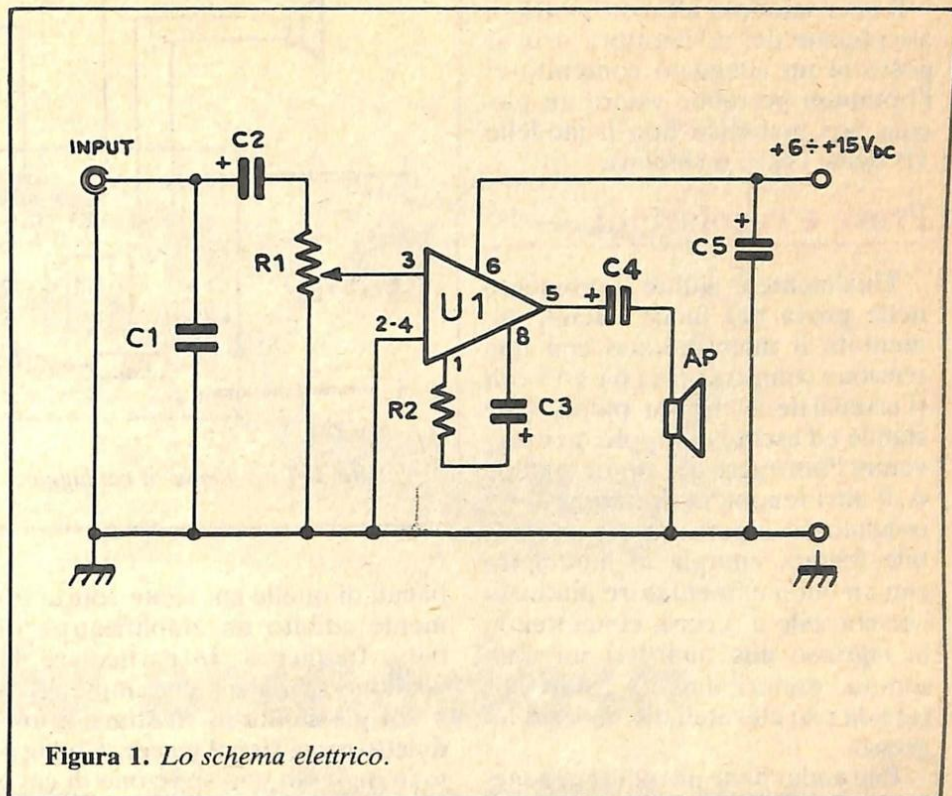 INPUT
C2
+
+6÷+15VDC
R1
3
6
C5
+
C4
+
5
U1
2-4
8
C1
1
AP
R2
C3
+
Figura 1. Lo schema elettrico.